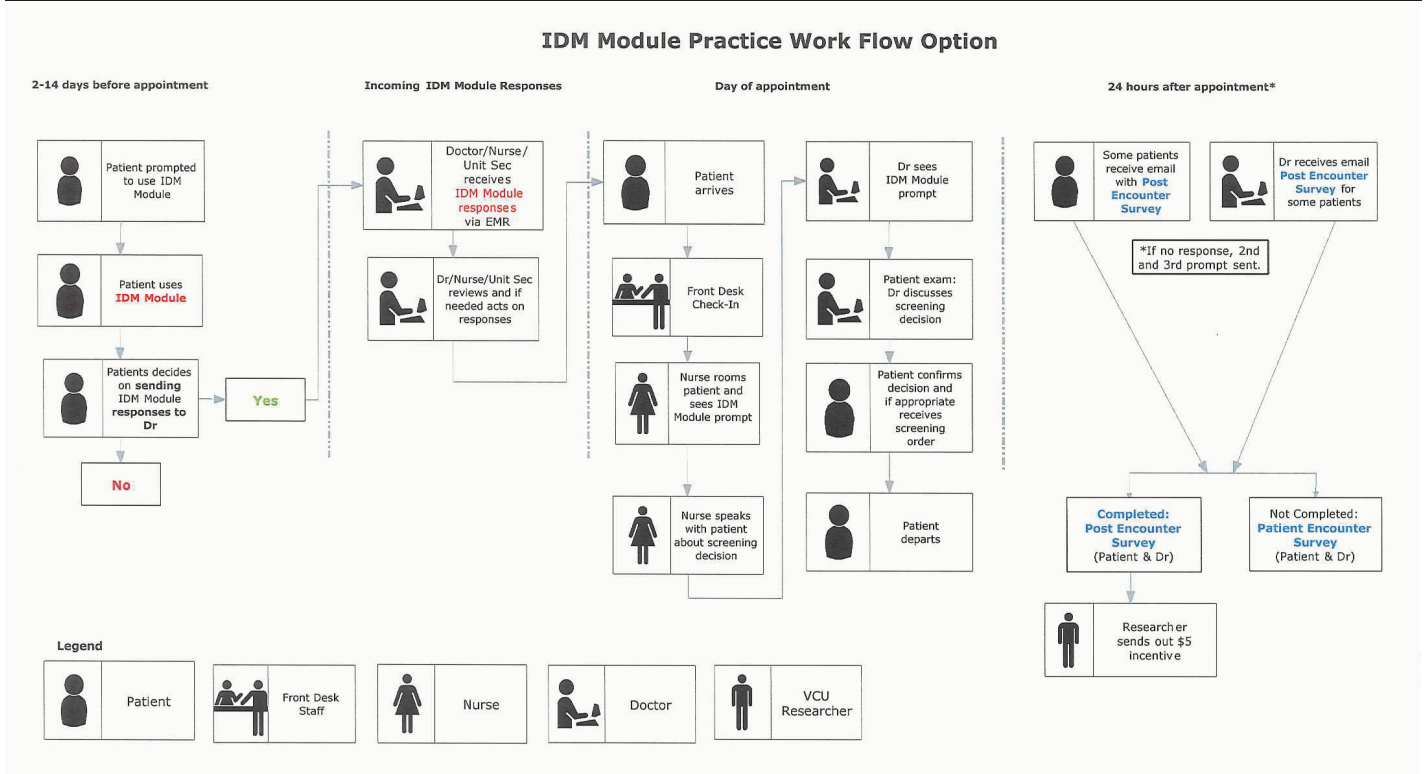 IDM Module Practice Work Flow Option
2-14 days before appointment
Patient prompted
to use IDM
Module
Patient uses
IDM Module
Patients decides
on sending
IDM Module
responses to
Dr
Yes
No
Incoming IDM Module Responses
Doctor/Nurse/
Unit Sec
receives
IDM Module
responses
via EMR
Dr/Nurse/Unit Sec
reviews and if
needed acts on
responses
Day of appointment
Patient
arrives
Front Desk
Check-In
Nurse rooms
patient and
sees IDM
Module prompt
Nurse speaks
with patient
about screening
decision
Dr sees
IDM Module
prompt
Patient exam:
Dr discusses
screening
decision
Patient confirms
decision and
if appropriate
receives
screening
order
Patient
departs
24 hours after appointment*
Some patients
receive email
with Post
Encounter
Survey
Dr receives email
Post Encounter
Survey for
some patients
*If no response, 2nd
and 3rd prompt sent.
Completed:
Post Encounter
Survey
(Patient & Dr)
Not Completed:
Patient Encounter
Survey
(Patient & Dr)
Researcher
sends out $5
incentive
Legend
Patient
Front Desk
Staff
Nurse
Doctor
VCU
Researcher